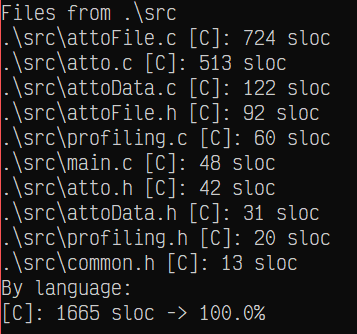 Files from .\src
.\src\attoFile.c [C]: 724 sloc
.\src\atto.c [C]: 513 sloc
.\src\attoData.c [C]: 122 sloc
.\src\attoFile.h [C]: 92 sloc
.\src\profiling.c [C]: 60 sloc
.\src\main.c [C]: 48 sloc
.\src\atto.h [C]: 42 sloc
.\src\attoData.h [C]: 31 sloc
.\src\profiling.h [C]: 20 sloc
.\src\common.h [C]: 13 sloc
By language:
[C]: 1665 sloc -> 100.0%